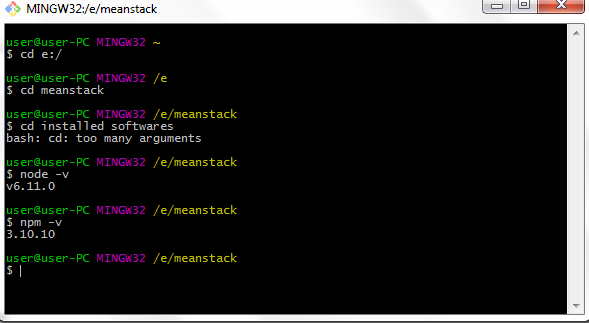 MINGW32:/e/meanstack
user@user-PC MINGW32 ~
$ cd e:/
user@user-PC MINGW32 /e
$ cd meanstack
user@user-PC MINGW32 /e/meanstack
$ cd installed softwares
bash: cd: too many arguments
user@user-PC MINGW32 /e/meanstack
$ node -v
v6.11.0
user@user-PC MINGW32 /e/meanstack
$ npm -v
3.10.10
user@user-PC MINGW32 /e/meanstack
$